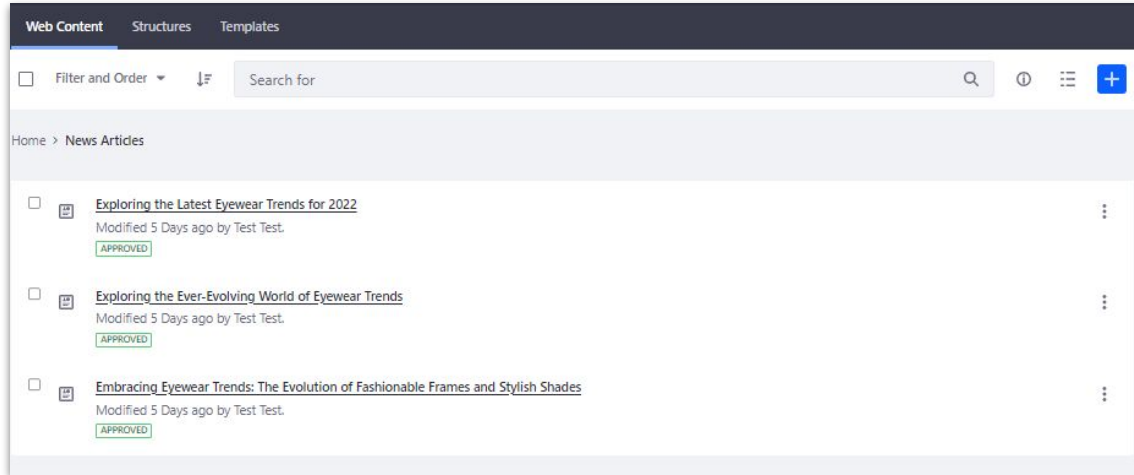 Web Content Structures Templates
Filter and Order Search for
Home > News Articles
Exploring the Latest Eyewear Trends for 2022
Modified 5 Days ago by Test Test.
APPROVED
Exploring the Ever-Evolving World of Eyewear Trends
Modified 5 Days ago by Test Test.
APPROVED
Embracing Eyewear Trends: The Evolution of Fashionable Frames and Stylish Shades
Modified 5 Days ago by Test Test.
APPROVED